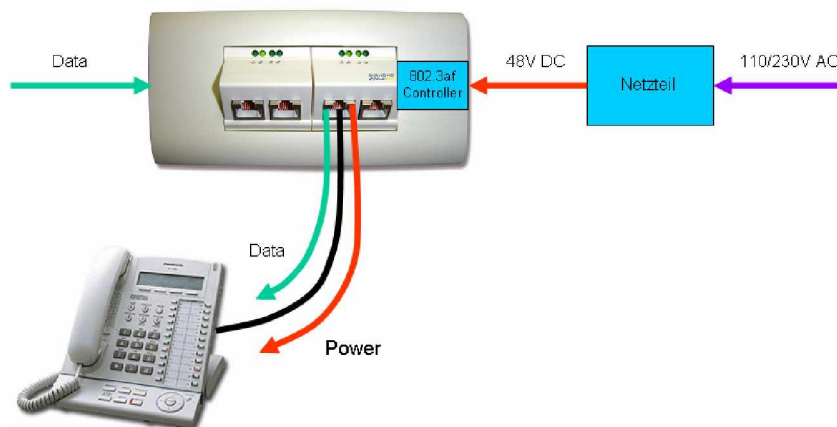 Data
802.3af
Controller
48V DC
Netzteil
110/230V AC
Data
Power